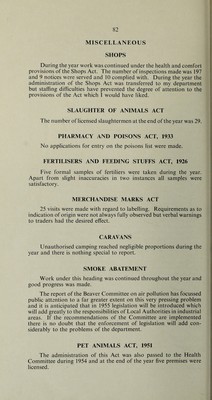 82
MISCELLANEOUS
SHOPS
During the year work was continued under the health and comfort
provisions of the Shops Act. The number of inspections made was 197
and 9 notices were served and 10 complied with. During the year the
administration of the Shops Act was transferred to my department
but staffing difficulties have prevented the degree of attention to the
provisions of the Act which I would have liked.
SLAUGHTER OF ANIMALS ACT
The number of licensed slaughtermen at the end of the year was 29.
PHARMACY AND POISONS ACT, 1933
No applications for entry on the poisons list were made.
FERTILISERS AND FEEDING STUFFS ACT, 1926
Five formal samples of fertiliers were taken during the year.
Apart from slight inaccuracies in two instances all samples were
satisfactory.
MERCHANDISE MARKS ACT
25 visits were made with regard to labelling. Requirements as to
indication of origin were not always fully observed but verbal warnings
to traders had the desired effect.
CARAVANS
Unauthorised camping reached negligible proportions during the
year and there is nothing special to report.
SMOKE ABATEMENT
Work under this heading was continued throughout the year and
good progress was made.
The report of the Beaver Committee on air pollution has focussed
public attention to a far greater extent on this very pressing problem
and it is anticipated that in 1955 legislation will be introduced which
will add greatly to the responsibilities of Local Authorities in industrial
areas. If the recommendations of the Committee are implemented
there is no doubt that the enforcement of legislation will add con-
siderably to the problems of the department.
PET ANIMALS ACT, 1951
The administration of this Act was also passed to the Health
Committee during 1954 and at the end of the year five premises were
licensed.